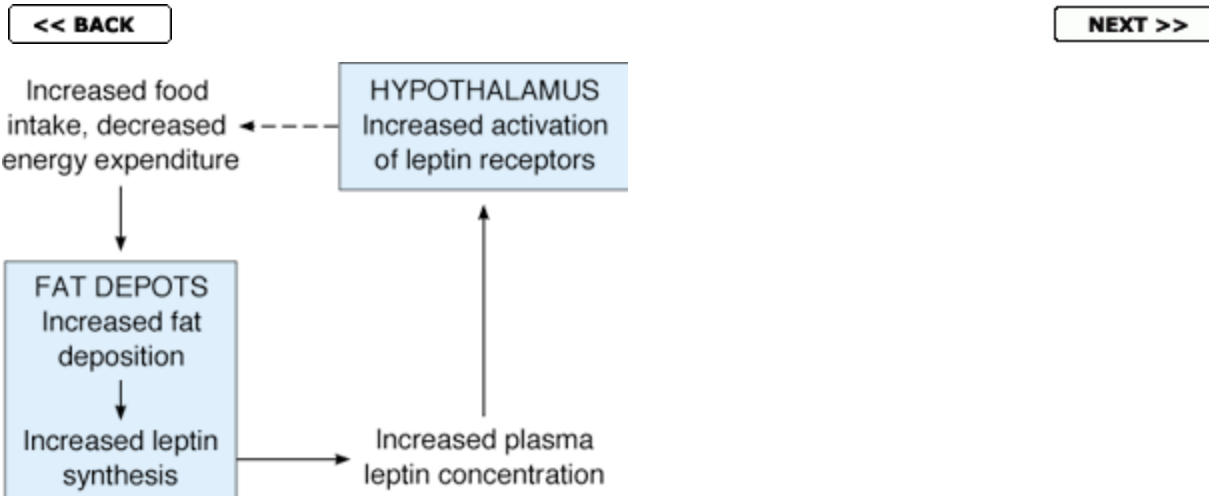 << BACK
NEXT >>
Increased food
intake, decreased
energy expenditure
HYPOTHALAMUS
Increased activation
of leptin receptors
FAT DEPOTS
Increased fat
deposition
Increased leptin
synthesis
Increased plasma
leptin concentration